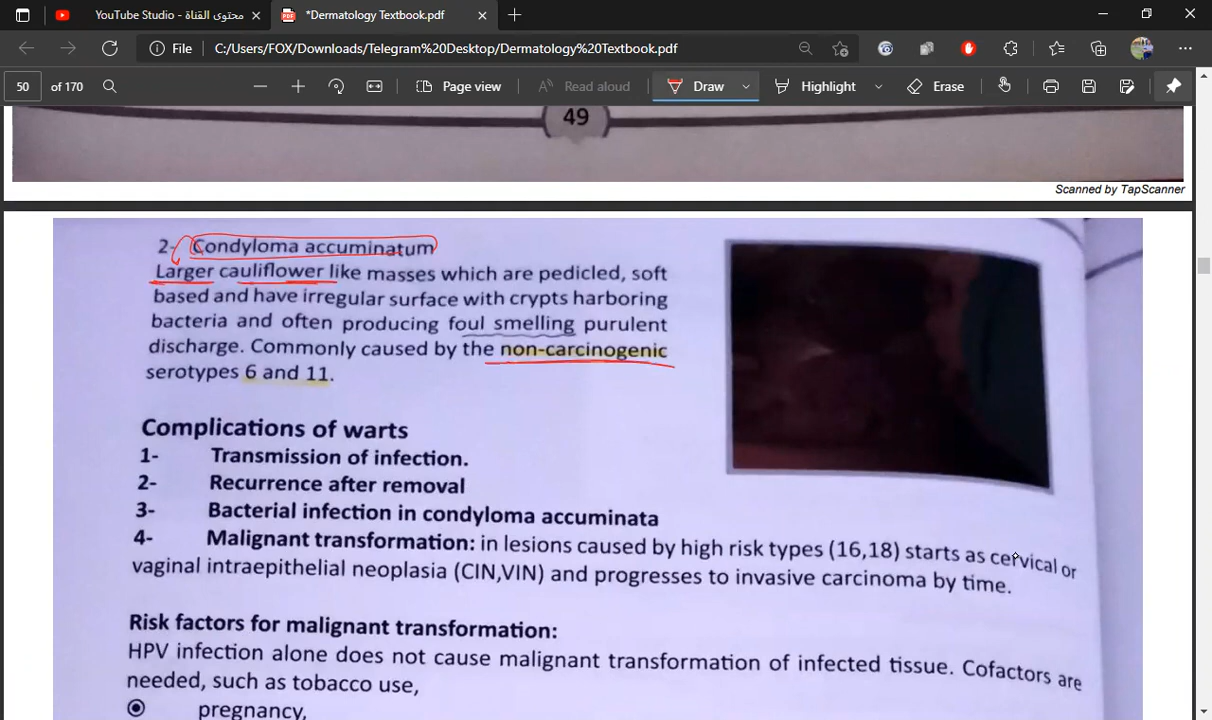 محتوى القناة - YouTube Studio
*Dermatology Textbook.pdf
File
C:/Users/FOX/Downloads/Telegram%20Desktop/Dermatology%20Textbook.pdf
50 of 170
Page view
Read aloud
Draw
Highlight
Erase
49
Scanned by TapScanner
2- Condyloma accuminatum
Larger cauliflower like masses which are pedicled, soft
based and have irregular surface with crypts harboring
bacteria and often producing foul smelling purulent
discharge. Commonly caused by the non-carcinogenic
serotypes 6 and 11.
Complications of warts
1- Transmission of infection.
2- Recurrence after removal
3- Bacterial infection in condyloma accuminata
4- Malignant transformation: in lesions caused by high risk types (16,18) starts as cervical or
vaginal intraepithelial neoplasia (CIN,VIN) and progresses to invasive carcinoma by time.
Risk factors for malignant transformation:
HPV infection alone does not cause malignant transformation of infected tissue. Cofactors are
needed, such as tobacco use,
pregnancy,